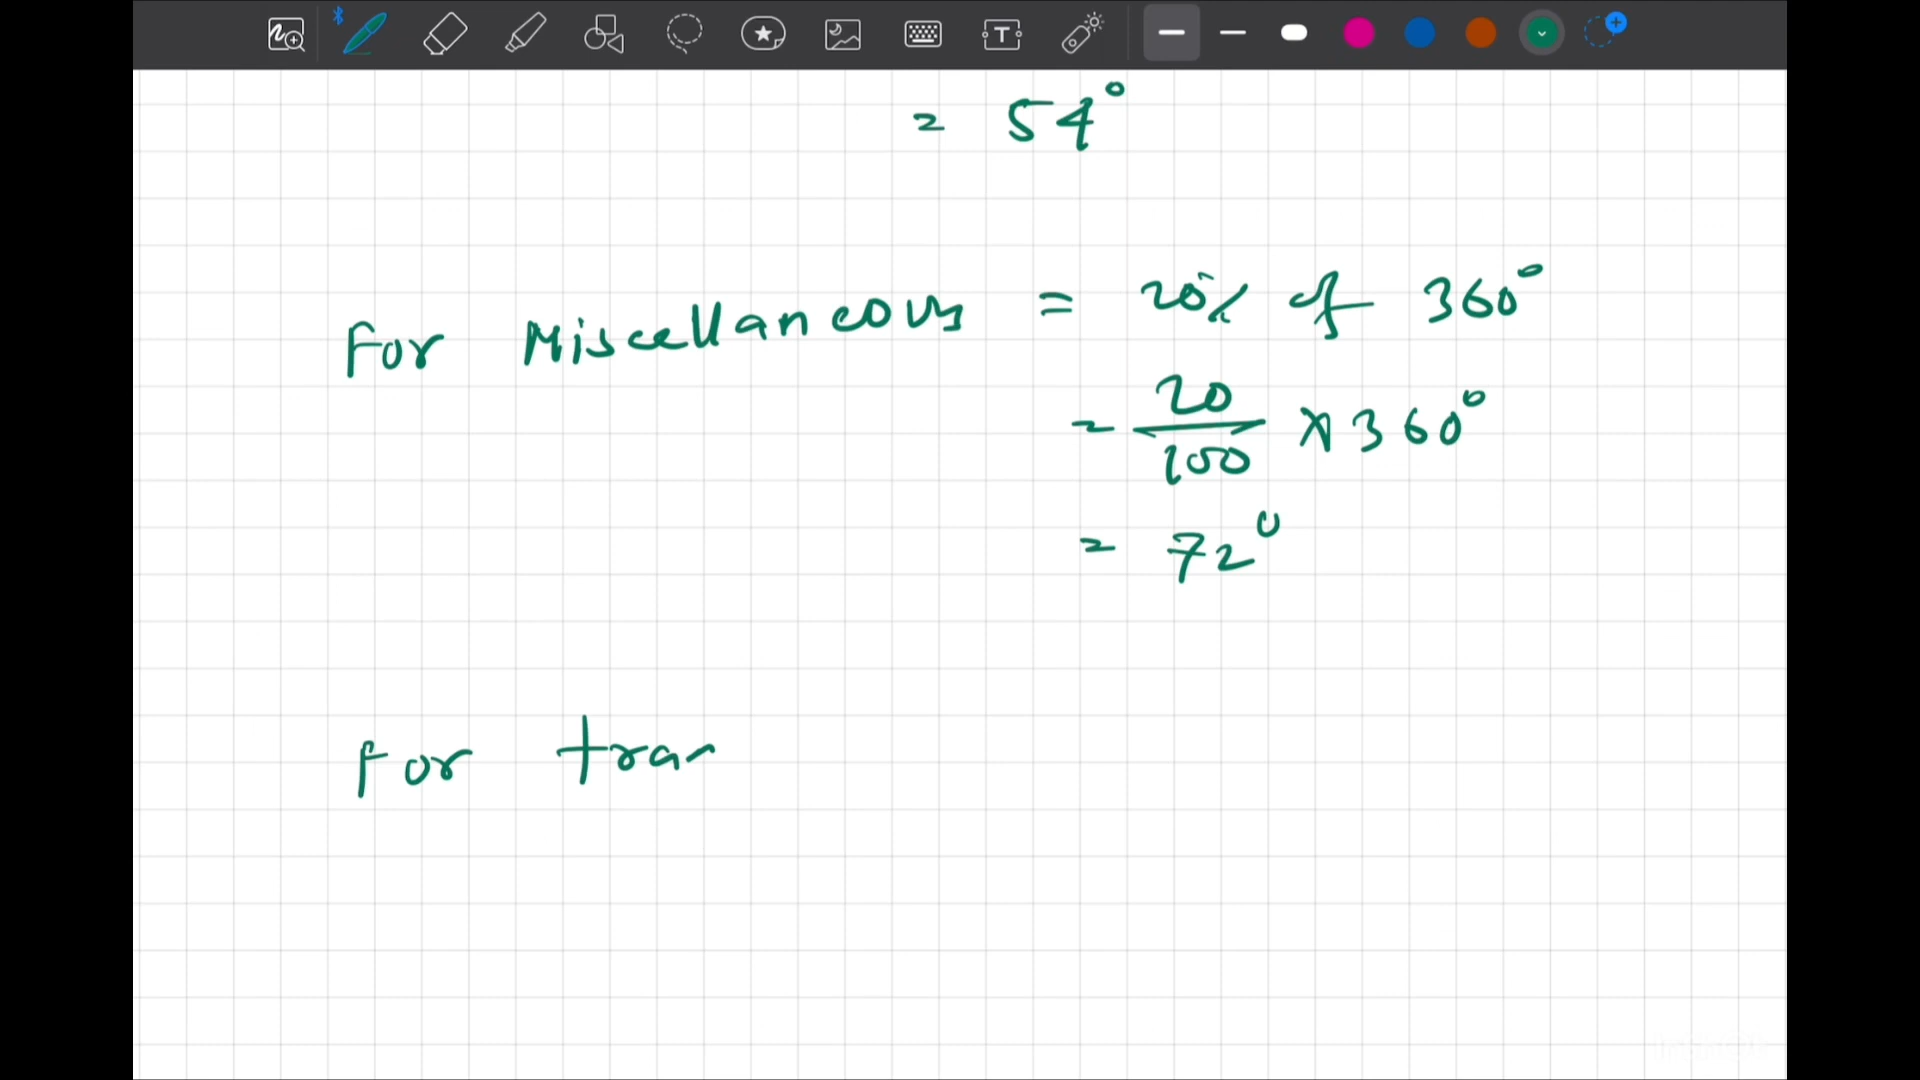 = 54°
For Miscellaneous = 20% of 360°
= 20/100 × 360°
= 72°
For tran